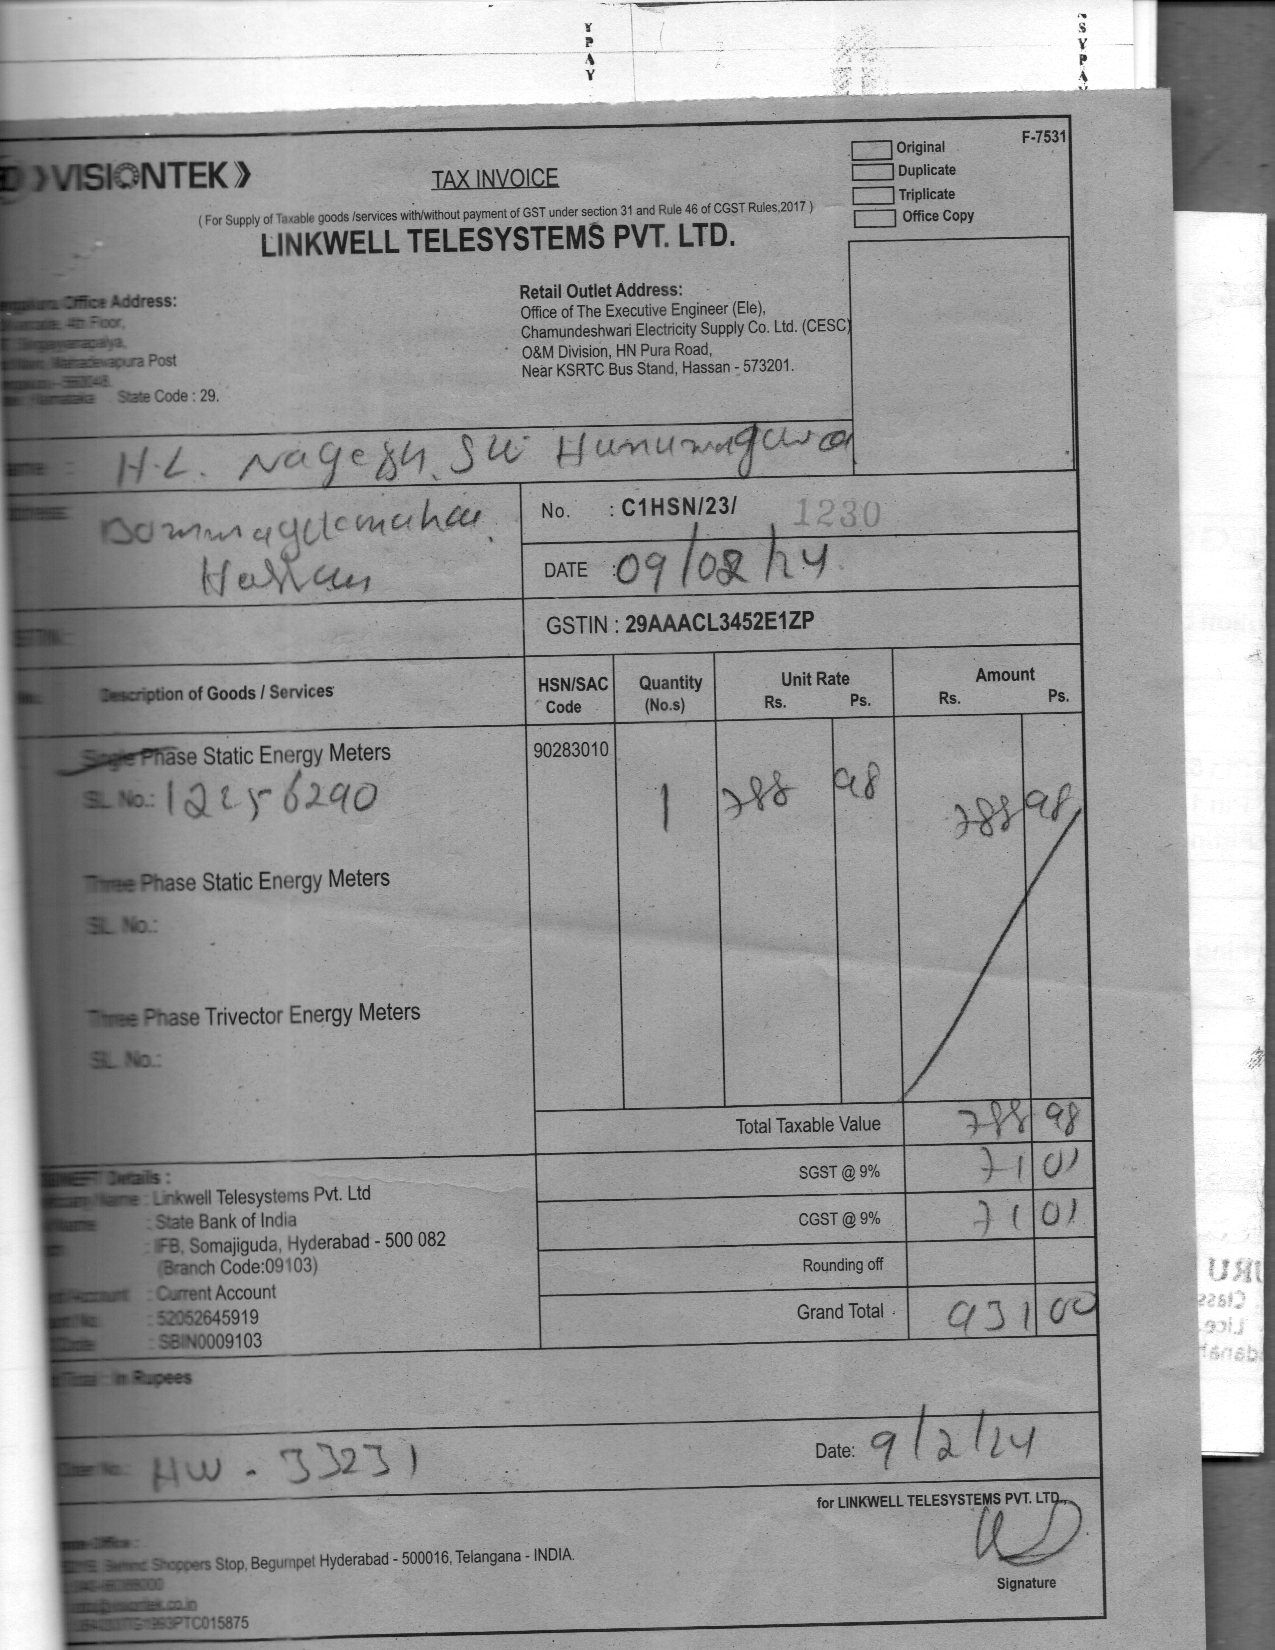 Y
P
A
Y
S
Y
P
A
Y
F-7531
VISIONTEK
TAX INVOICE
Original
Duplicate
Triplicate
Office Copy
( For Supply of Taxable goods /services with/without payment of GST under section 31 and Rule 46 of CGST Rules,2017 )
LINKWELL TELESYSTEMS PVT. LTD.
Office Address:
4th Floor,
Mahadevapura Post
Karnataka State Code : 29.
Retail Outlet Address:
Office of The Executive Engineer (Ele),
Chamundeshwari Electricity Supply Co. Ltd. (CESC)
O&M Division, HN Pura Road,
Near KSRTC Bus Stand, Hassan - 573201.
: H.L. Nagesh
Hassan
No. : C1HSN/23/ 1230
DATE : 09/02/24
GSTIN : 29AAACL3452E1ZP
Description of Goods / Services
HSN/SAC Code
Quantity (No.s)
Unit Rate
Rs. Ps.
Amount
Rs. Ps.
Single Phase Static Energy Meters 90283010
SL No.: 12256290 1 788 98 788 98
Three Phase Static Energy Meters
SL No.:
Three Phase Trivector Energy Meters
SL No.:
Total Taxable Value 788 98
SGST @ 9% 71 01
CGST @ 9% 71 01
Rounding off
Grand Total 931 00
Details :
Name : Linkwell Telesystems Pvt. Ltd
Name : State Bank of India
: IFB, Somajiguda, Hyderabad - 500 082
(Branch Code:09103)
Account : Current Account
: 52052645919
Code : SBIN0009103
In Rupees
HW - 33231
Date: 9/2/24
for LINKWELL TELESYSTEMS PVT. LTD.,
Signature
Behind Shoppers Stop, Begumpet Hyderabad - 500016, Telangana - INDIA.